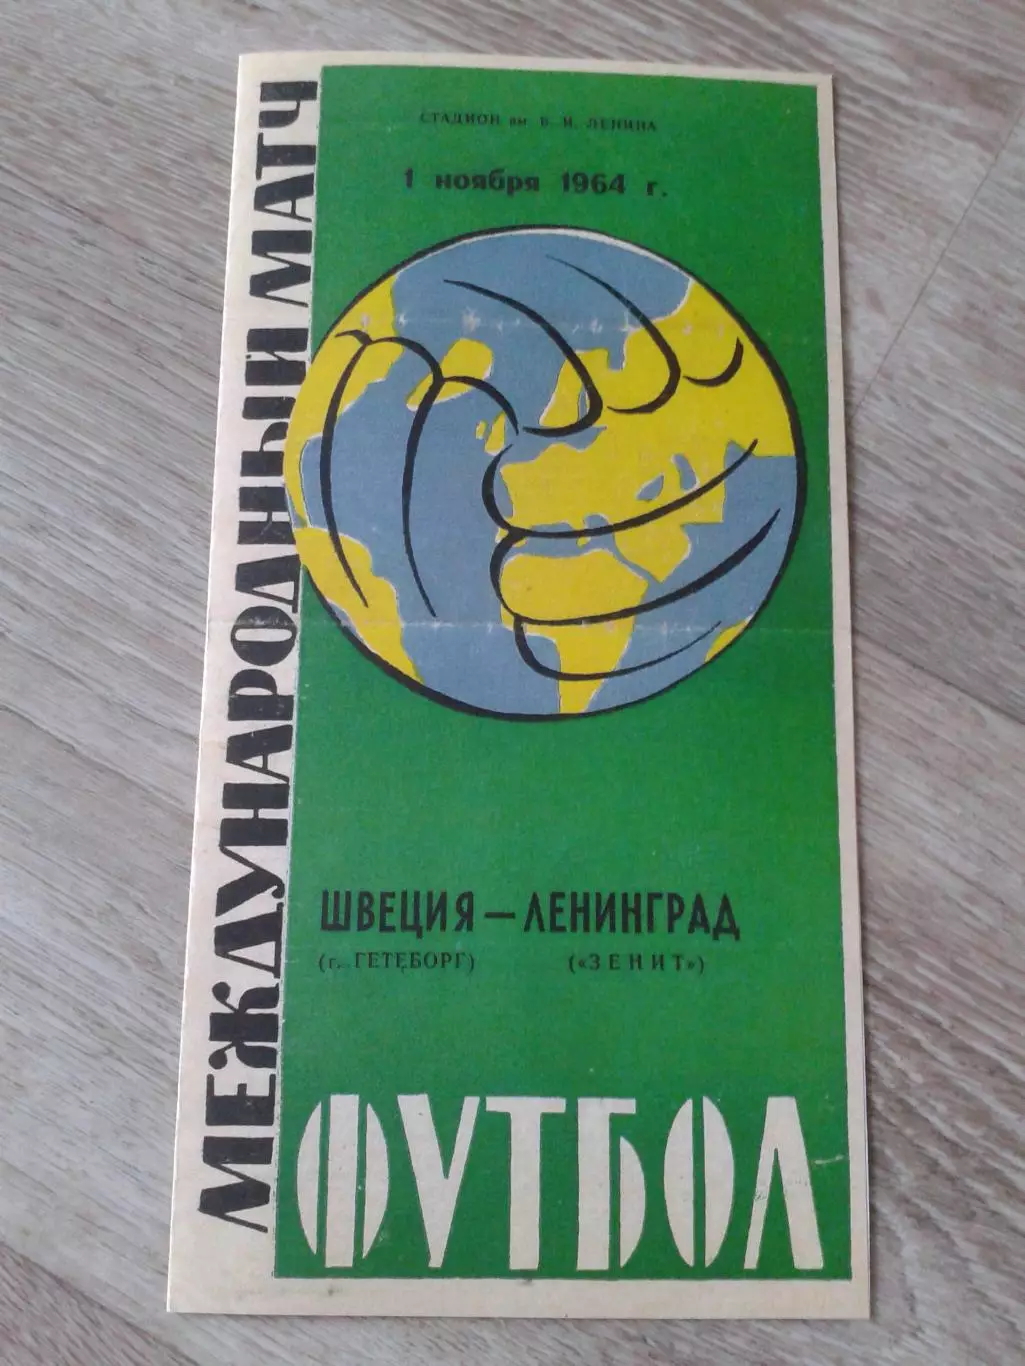 МЕЖДУНАРОДНЫЙ МАТЧ
СТАДИОН им. В. И. ЛЕНИНА
1 ноября 1964 г.
ШВЕЦИЯ — ЛЕНИНГРАД
(г. ГЕТЕБОРГ) («ЗЕНИТ»)
ФУТБОЛ